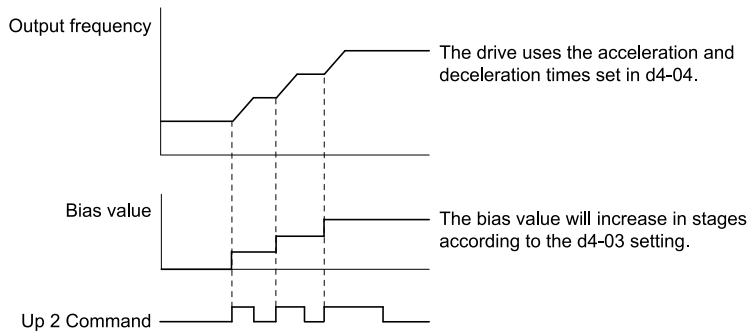 Output frequency
The drive uses the acceleration and
deceleration times set in d4-04.
Bias value
The bias value will increase in stages
according to the d4-03 setting.
Up 2 Command